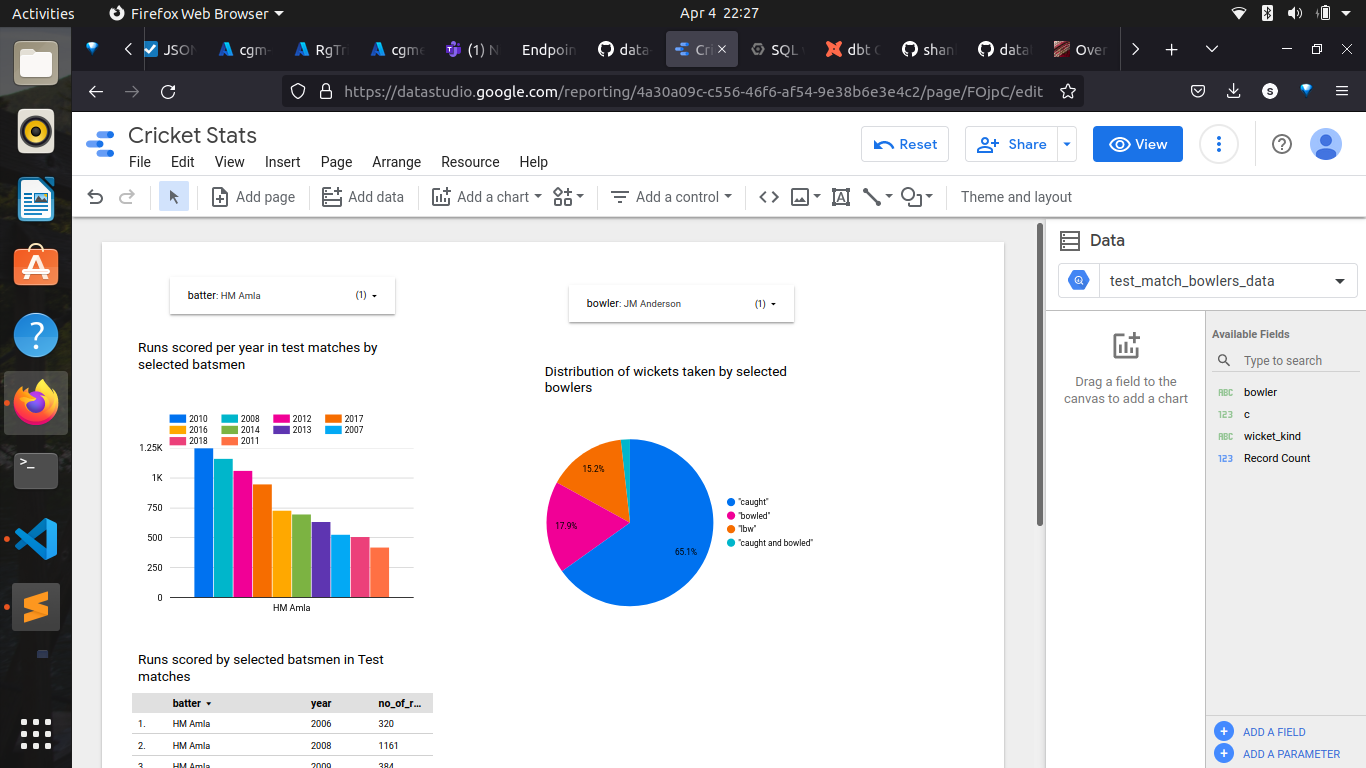 Activities
Firefox Web Browser
Apr 4 22:27
JSON
cgm-
RgTr
cgme
(1) N
Endpoin
data-
Cri
SQL
dbt
shan
data
Over
https://datastudio.google.com/reporting/4a30a09c-c556-46f6-af54-9e38b6e3e4c2/page/FOjpC/edit
S
Cricket Stats
File Edit View Insert Page Arrange Resource Help
Reset
Share
View
Add page
Add data
Add a chart
Add a control
Theme and layout
batter: HM Amla (1)
bowler: JM Anderson (1)
Runs scored per year in test matches by
selected batsmen
Distribution of wickets taken by selected
bowlers
2010 2008 2012 2017
2016 2014 2013 2007
2018 2011
1.25K
1K
750
500
250
0
HM Amla
15.2%
17.9%
65.1%
"caught"
"bowled"
"lbw"
"caught and bowled"
Runs scored by selected batsmen in Test
matches
batter year no_of_r...
1. HM Amla 2006 320
2. HM Amla 2008 1161
3. HM Amla 2009 384
Data
test_match_bowlers_data
Drag a field to the
canvas to add a chart
Available Fields
Type to search
ABC bowler
123 c
ABC wicket_kind
123 Record Count
ADD A FIELD
ADD A PARAMETER